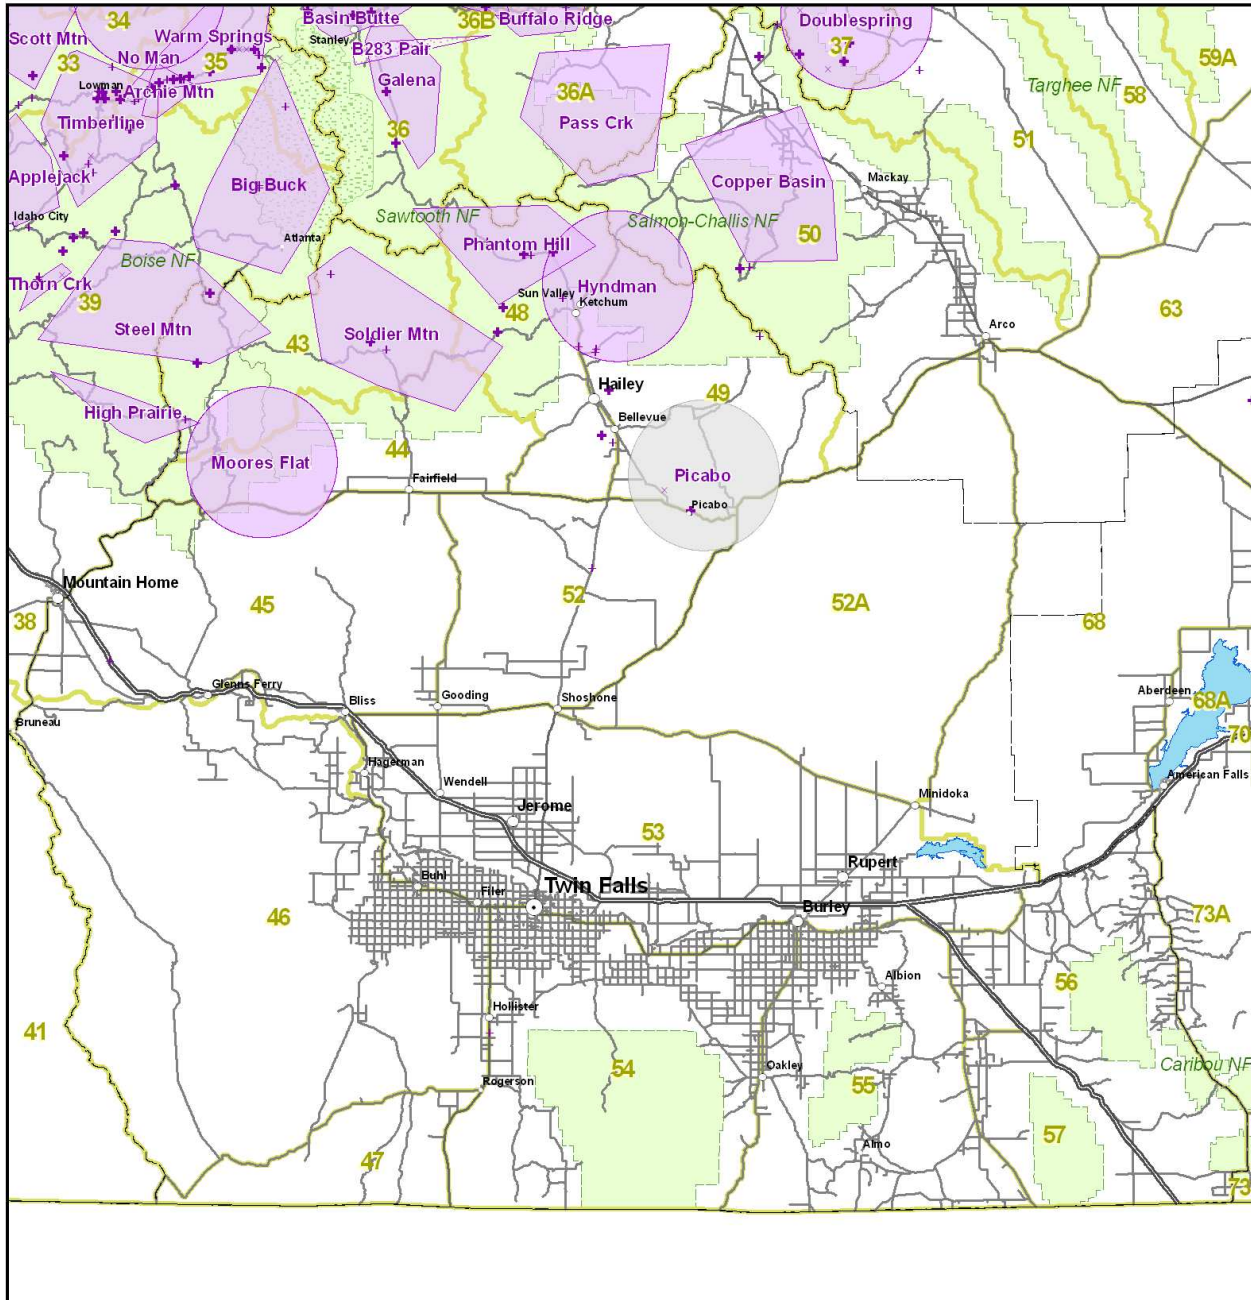 34
Basin Butte
36B
Buffalo Ridge
Doublespring
Scott Mtn
Warm Springs
Stanley
B283 Pair
37
59A
No Man
33
35
Galena
Targhee NF
58
Lowman
Archie Mtn
36A
Timberline
Pass Crk
36
51
Applejack
Big Buck
Copper Basin
Mackay
Idaho City
Sawtooth NF
Salmon-Challis NF
Atlanta
50
Phantom Hill
Boise NF
Thorn Crk
Hyndman
Sun Valley
Ketchum
39
48
63
Steel Mtn
Soldier Mtn
43
Arco
Hailey
49
High Prairie
Bellevue
44
Moores Flat
Picabo
Fairfield
Picabo
Mountain Home
45
52
52A
38
68
Glenns Ferry
Gooding
Shoshone
Aberdeen
68A
Bliss
Bruneau
70
Hagerman
American Falls
Wendell
Minidoka
Jerome
53
Rupert
Buhl
Twin Falls
Filer
Burley
46
73A
Albion
56
Hollister
41
54
Oakley
55
Caribou NF
Rogerson
57
Almo
47
73